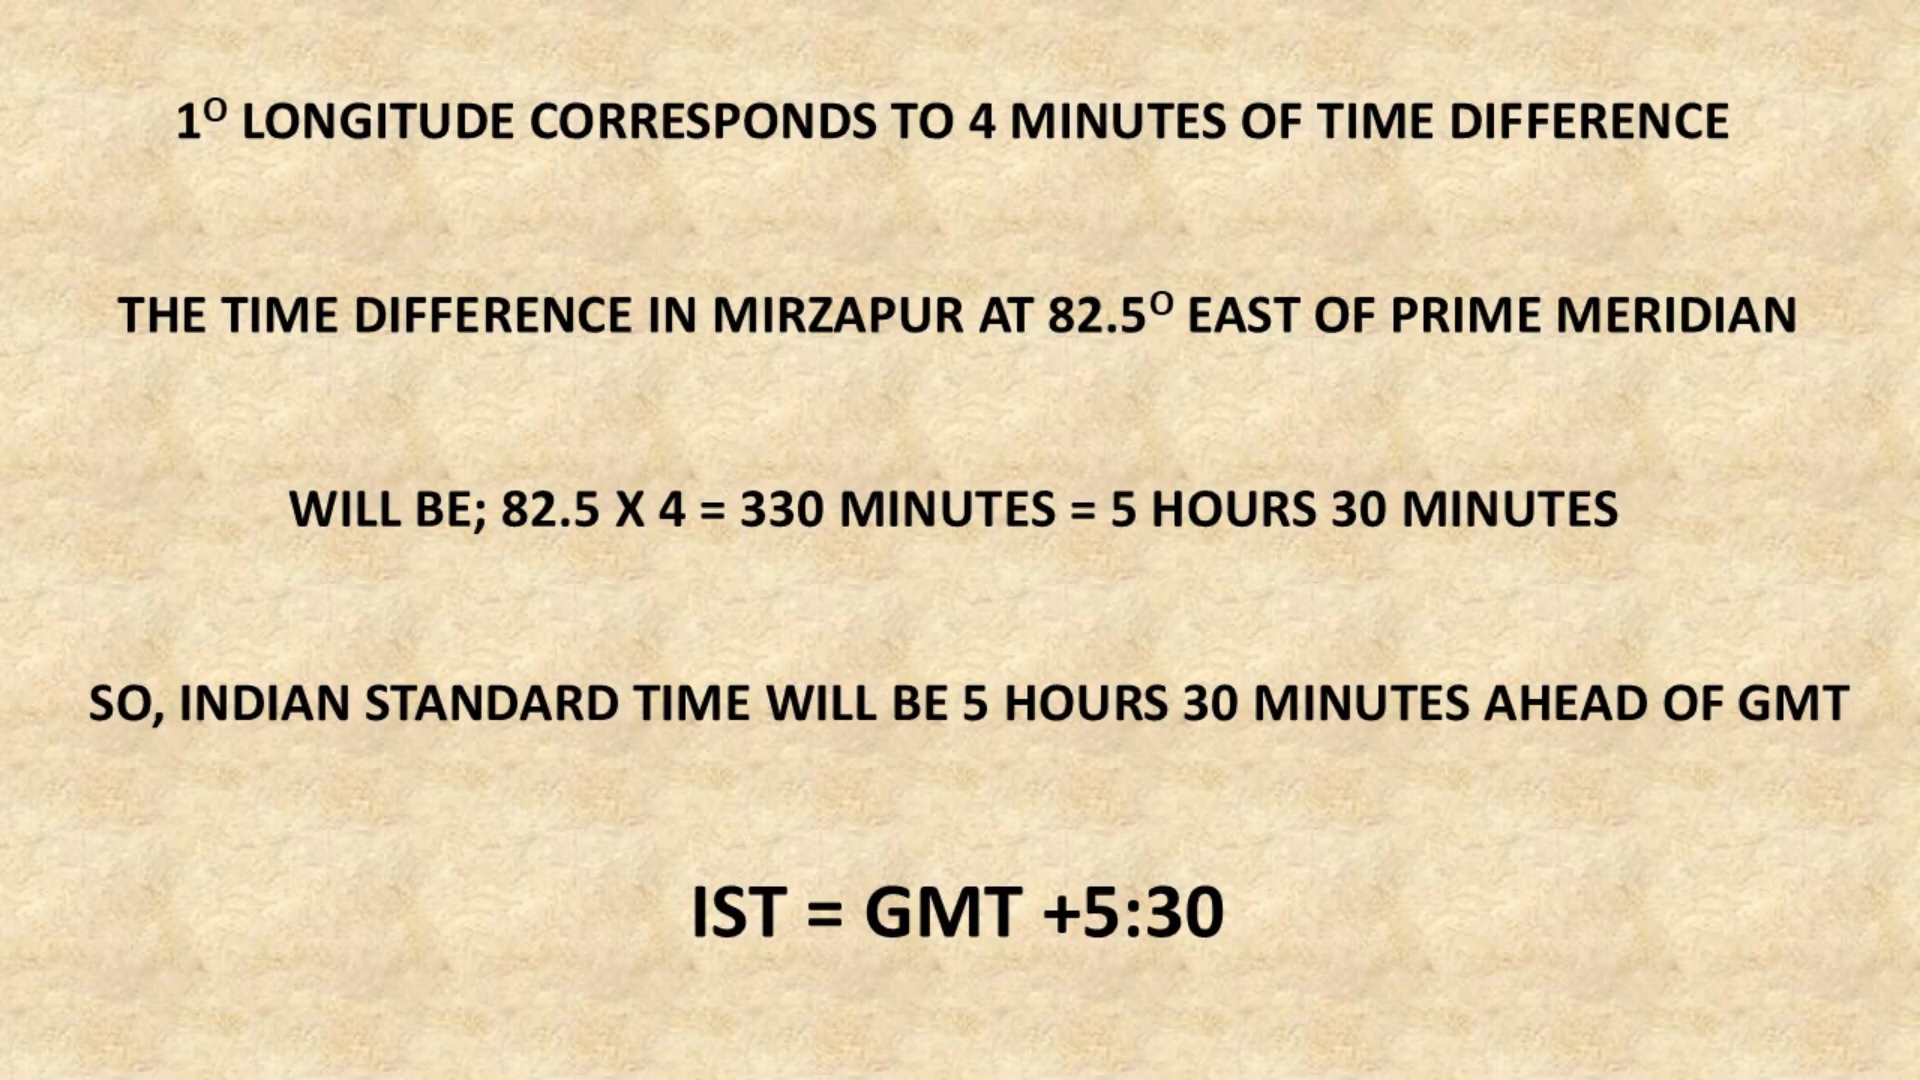 1° LONGITUDE CORRESPONDS TO 4 MINUTES OF TIME DIFFERENCE
THE TIME DIFFERENCE IN MIRZAPUR AT 82.5° EAST OF PRIME MERIDIAN
WILL BE; 82.5 X 4 = 330 MINUTES = 5 HOURS 30 MINUTES
SO, INDIAN STANDARD TIME WILL BE 5 HOURS 30 MINUTES AHEAD OF GMT
IST = GMT +5:30